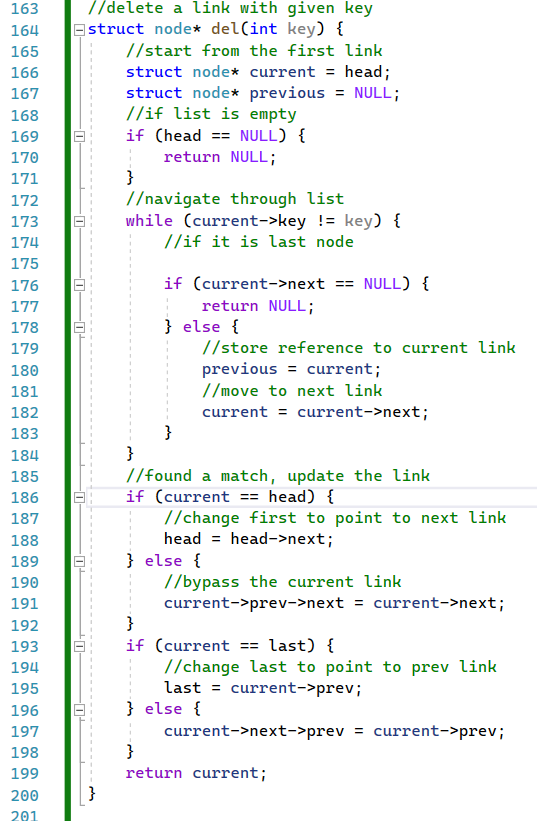 163 //delete a link with given key
164 struct node* del(int key) {
165     //start from the first link
166     struct node* current = head;
167     struct node* previous = NULL;
168     //if list is empty
169     if (head == NULL) {
170         return NULL;
171     }
172     //navigate through list
173     while (current->key != key) {
174         //if it is last node
175
176         if (current->next == NULL) {
177             return NULL;
178         } else {
179             //store reference to current link
180             previous = current;
181             //move to next link
182             current = current->next;
183         }
184     }
185     //found a match, update the link
186     if (current == head) {
187         //change first to point to next link
188         head = head->next;
189     } else {
190         //bypass the current link
191         current->prev->next = current->next;
192     }
193     if (current == last) {
194         //change last to point to prev link
195         last = current->prev;
196     } else {
197         current->next->prev = current->prev;
198     }
199     return current;
200 }
201